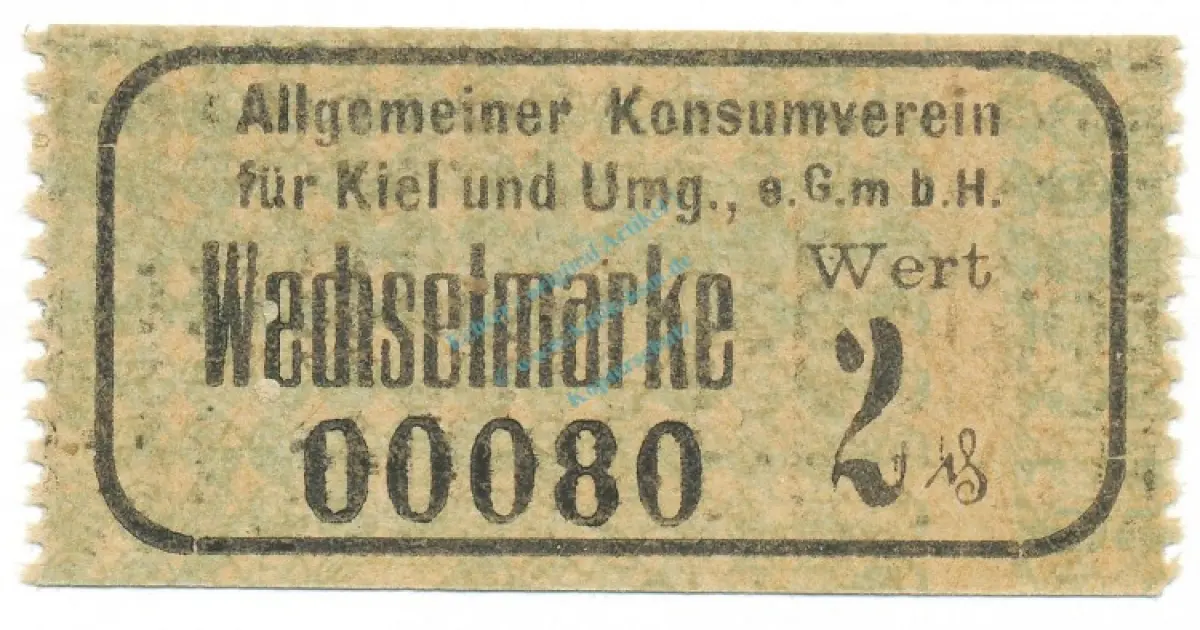 Allgemeiner Konsumverein
für Kiel und Umg., e.G.m b.H.
Wechselmarke
Wert
2 ₰
00080